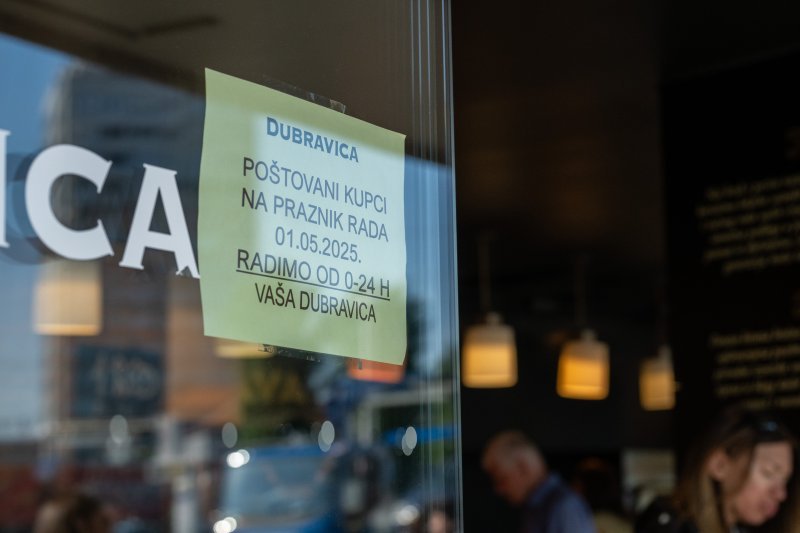 ICA
DUBRAVICA
POŠTOVANI KUPCI
NA PRAZNIK RADA
01.05.2025.
RADIMO OD 0-24 H
VAŠA DUBRAVICA